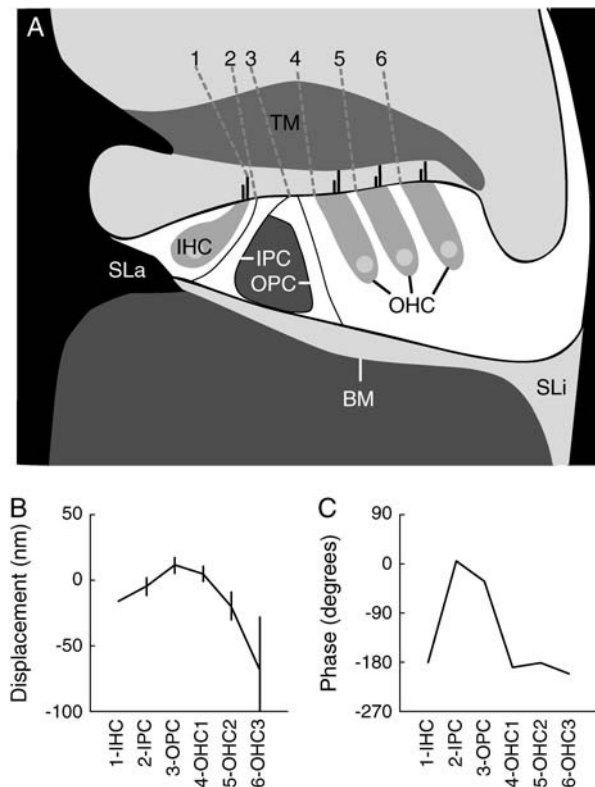 A
1 2 3 4 5 6
TM
IHC
IPC
SLa
OPC
OHC
BM
SLi
B
C
Displacement (nm)
50
0
-50
-100
1-IHC
2-IPC
3-OPC
4-OHC1
5-OHC2
6-OHC3
Phase (degrees)
90
0
-90
-180
-270
1-IHC
2-IPC
3-OPC
4-OHC1
5-OHC2
6-OHC3